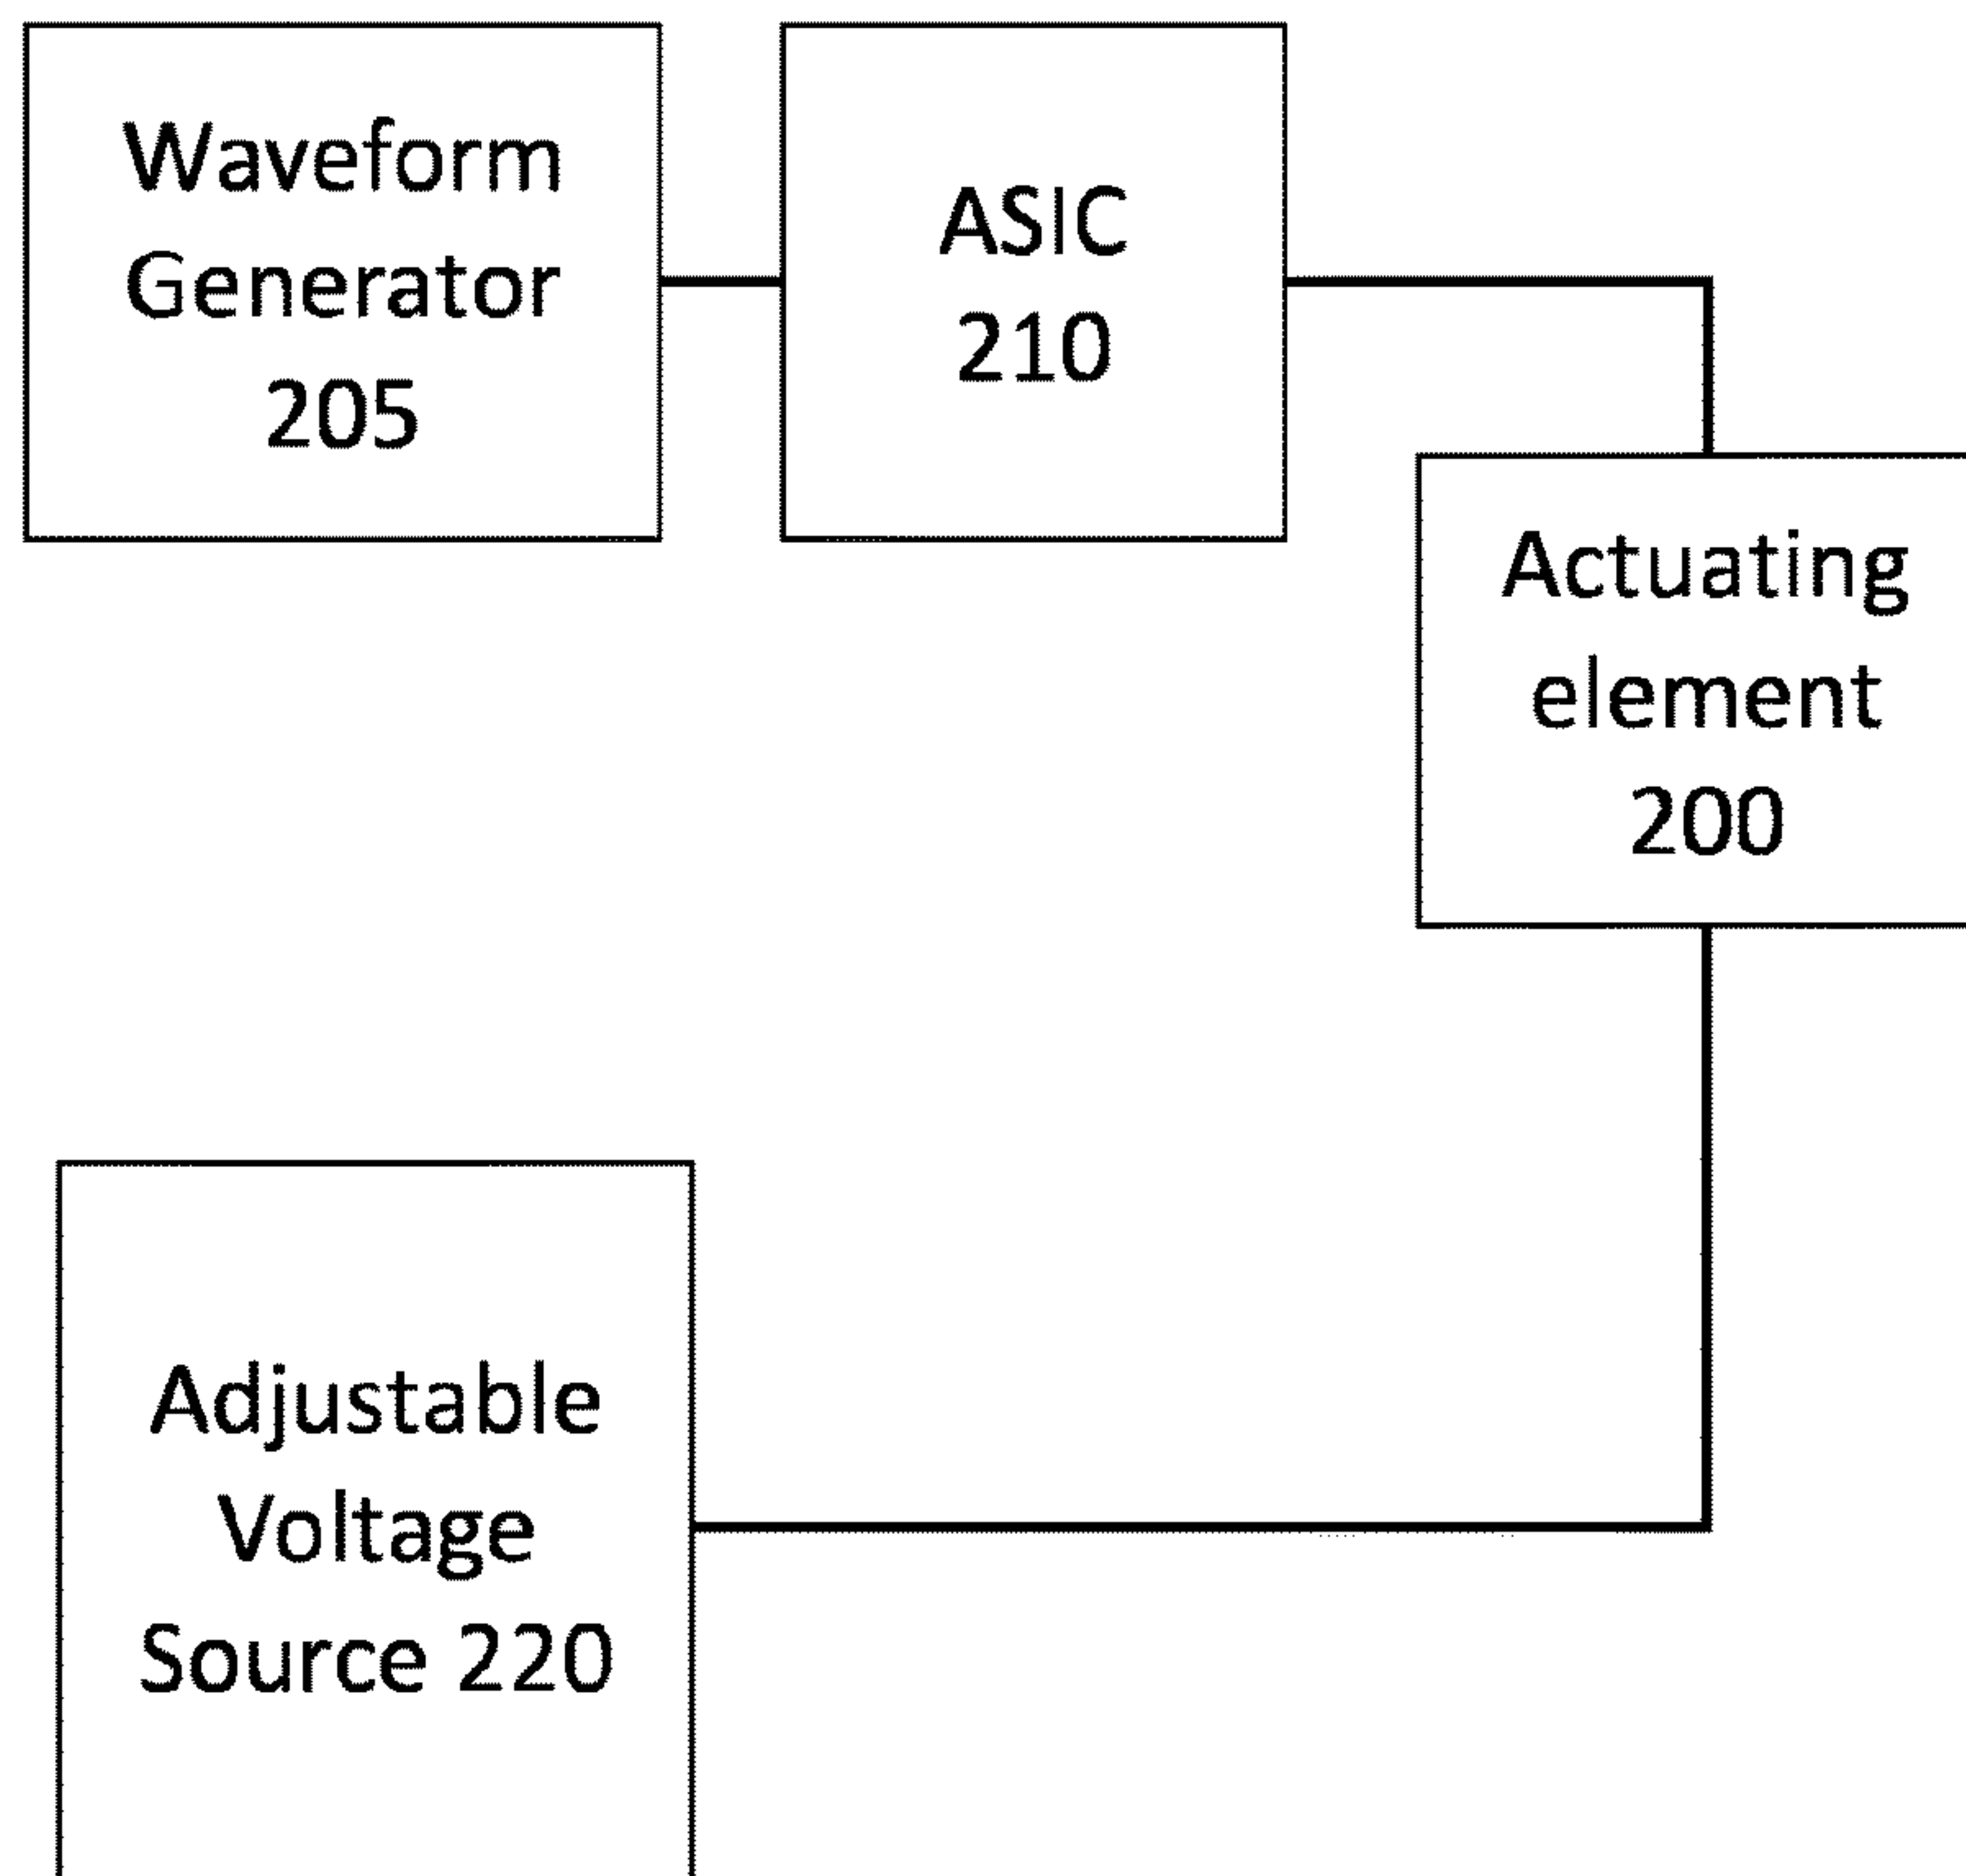 Waveform
Generator
205
ASIC
210
Actuating
element
200
Adjustable
Voltage
Source 220